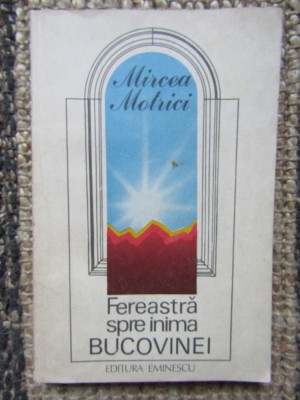 Mircea
Motrici
Fereastră
spre inima
BUCOVINEI
EDITURA EMINESCU